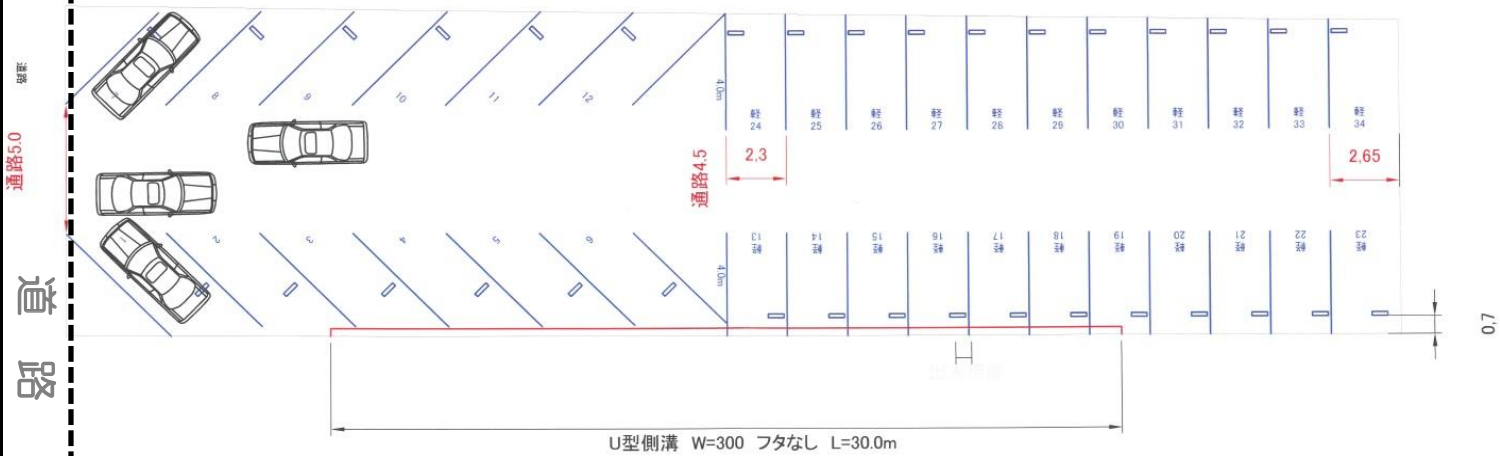 道路
通路5.0
道路
8
9
10
11
12
4.0m
軽
24
軽
25
軽
26
軽
27
軽
28
軽
29
軽
30
軽
31
軽
32
軽
33
軽
34
通路4.5
2,3
2,65
2
3
4
5
6
4.0m
軽
13
軽
14
軽
15
軽
16
軽
17
軽
18
軽
19
軽
20
軽
21
軽
22
軽
23
0,7
U型側溝 W=300 フタなし L=30.0m